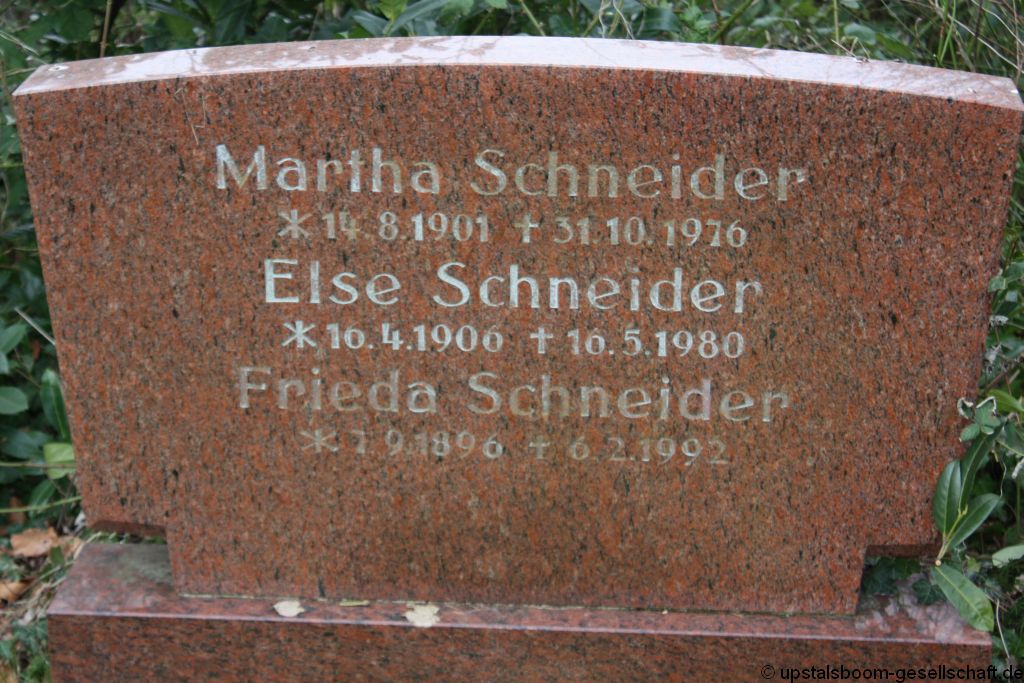 Martha Schneider
* 14.8.1901 † 31.10.1976
Else Schneider
* 16.4.1906 † 16.5.1980
Frieda Schneider
* 7.9.1896 † 6.2.1992
© upstalsboom-gesellschaft.de